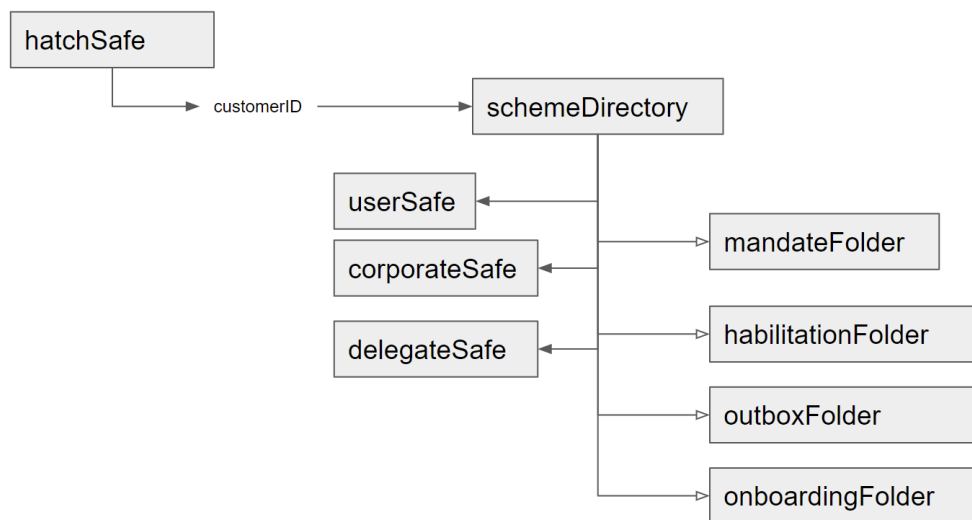 hatchSafe
customerID
schemeDirectory
userSafe
mandateFolder
corporateSafe
habilitationFolder
delegateSafe
outboxFolder
onboardingFolder